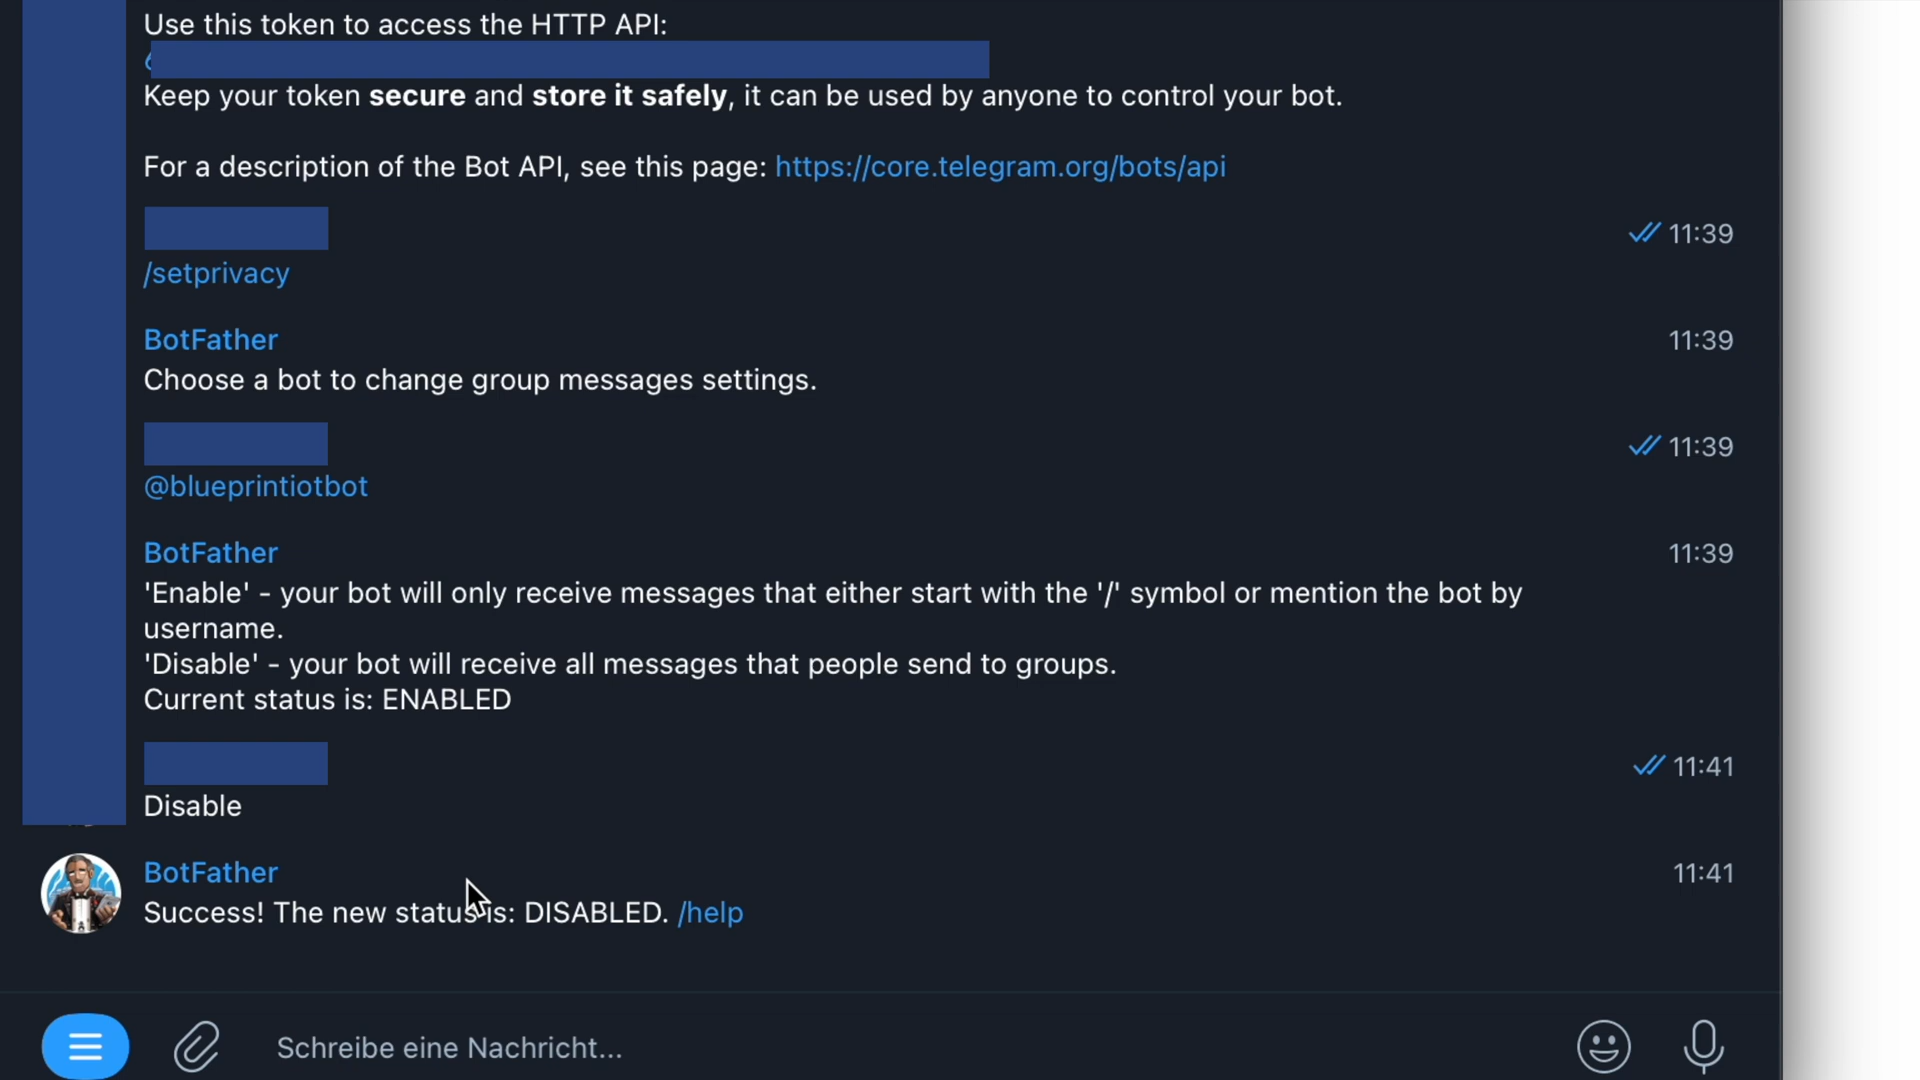 Use this token to access the HTTP API:
Keep your token secure and store it safely, it can be used by anyone to control your bot.
For a description of the Bot API, see this page: https://core.telegram.org/bots/api
11:39
/setprivacy
BotFather 11:39
Choose a bot to change group messages settings.
11:39
@blueprintiotbot
BotFather 11:39
'Enable' - your bot will only receive messages that either start with the '/' symbol or mention the bot by
username.
'Disable' - your bot will receive all messages that people send to groups.
Current status is: ENABLED
11:41
Disable
BotFather 11:41
Success! The new status is: DISABLED. /help
Schreibe eine Nachricht...